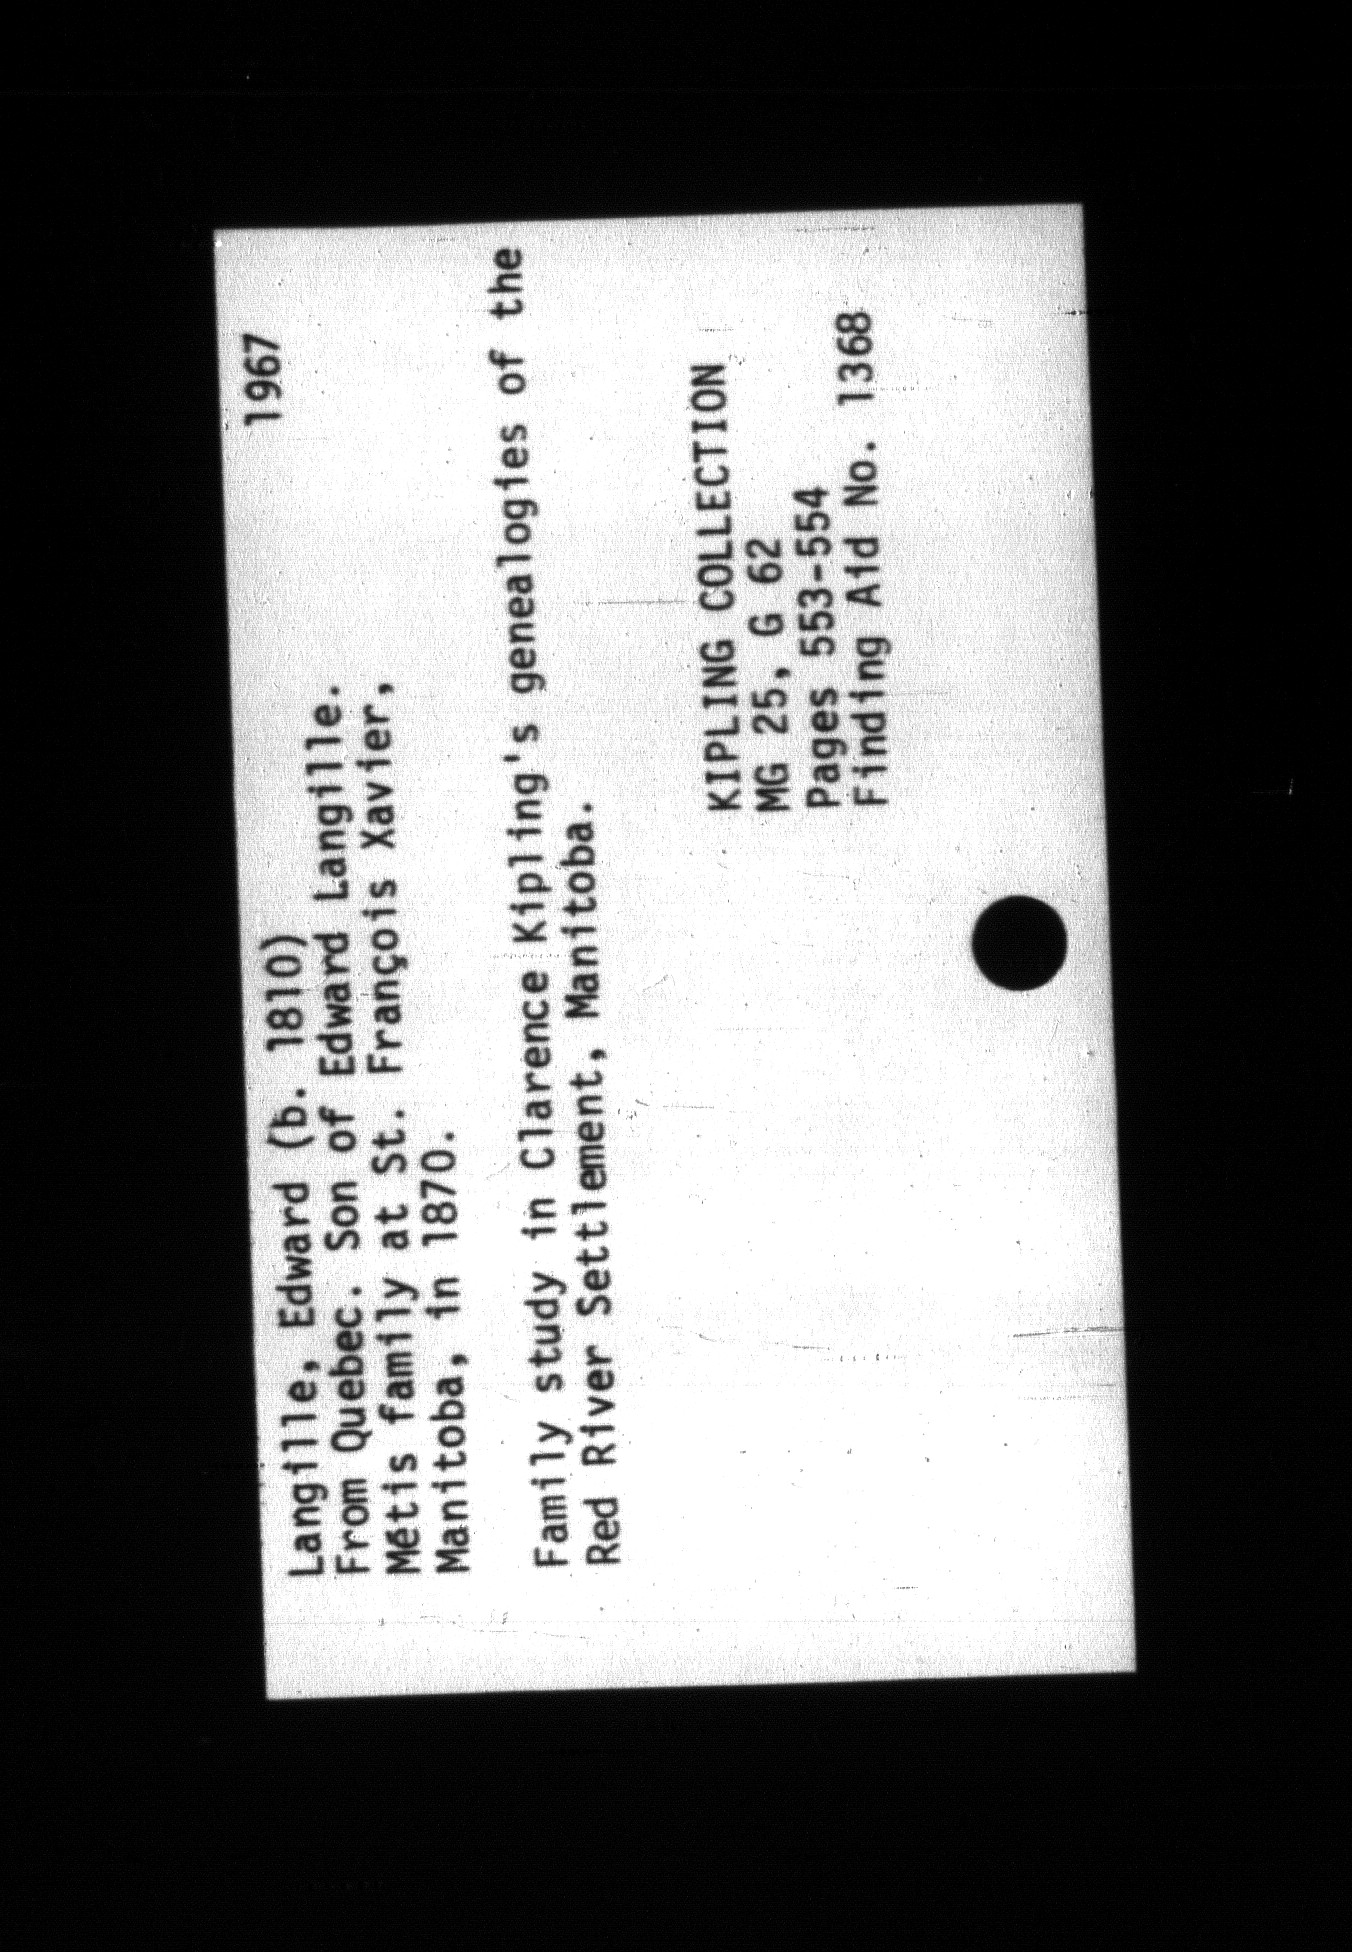 Langille, Edward (b. 1810) 1967
From Quebec. Son of Edward Langille.
Métis family at St. François Xavier,
Manitoba, in 1870.
Family study in Clarence Kipling's genealogies of the
Red River Settlement, Manitoba.
KIPLING COLLECTION
MG 25, G 62
Pages 553-554
Finding Aid No. 1368